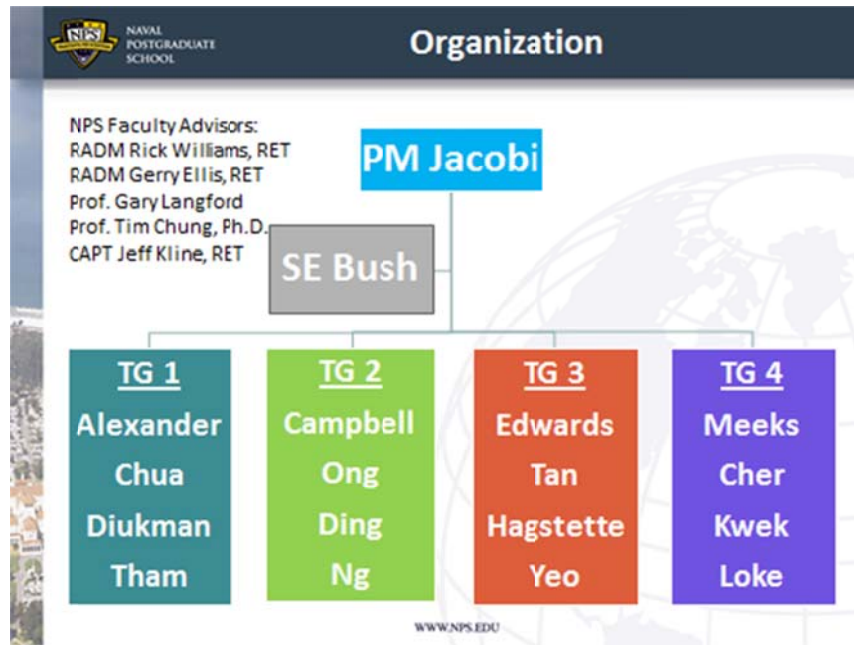 NPS
NAVAL
POSTGRADUATE
SCHOOL
Organization
NPS Faculty Advisors:
RADM Rick Williams, RET
RADM Gerry Ellis, RET
Prof. Gary Langford
Prof. Tim Chung, Ph.D.
CAPT Jeff Kline, RET
PM Jacobi
SE Bush
TG 1
Alexander
Chua
Diukman
Tham
TG 2
Campbell
Ong
Ding
Ng
TG 3
Edwards
Tan
Hagstette
Yeo
TG 4
Meeks
Cher
Kwek
Loke
WWW.NPS.EDU